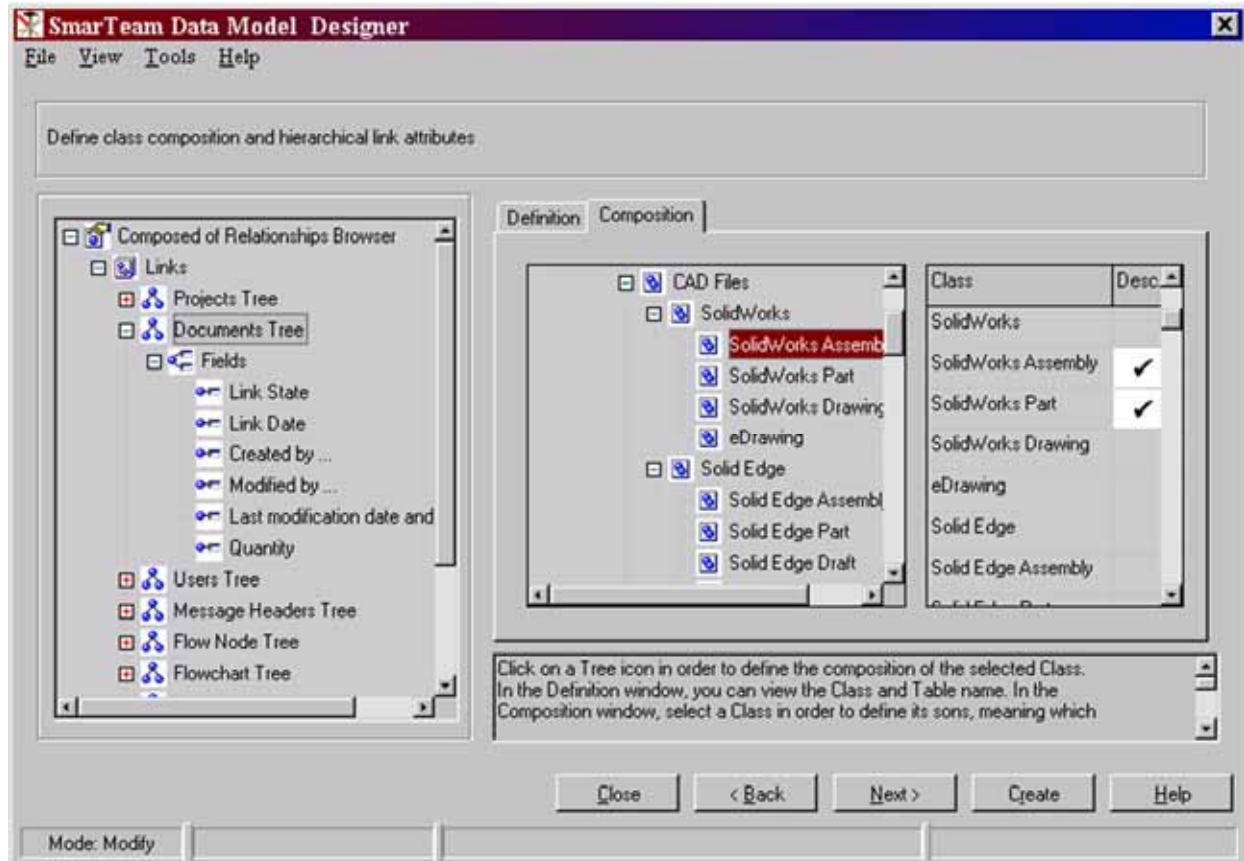 SmarTeam Data Model Designer
File View Tools Help
Define class composition and hierarchical link attributes
Composed of Relationships Browser
Links
Projects Tree
Documents Tree
Fields
Link State
Link Date
Created by ...
Modified by ...
Last modification date and
Quantity
Users Tree
Message Headers Tree
Flow Node Tree
Flowchart Tree
Definition Composition
CAD Files
SolidWorks
SolidWorks Assemb
SolidWorks Part
SolidWorks Drawing
eDrawing
Solid Edge
Solid Edge Assembl
Solid Edge Part
Solid Edge Draft
Class Desc
SolidWorks
SolidWorks Assembly ✓
SolidWorks Part ✓
SolidWorks Drawing
eDrawing
Solid Edge
Solid Edge Assembly
Click on a Tree icon in order to define the composition of the selected Class.
In the Definition window, you can view the Class and Table name. In the
Composition window, select a Class in order to define its sons, meaning which
Close < Back Next > Create Help
Mode: Modify